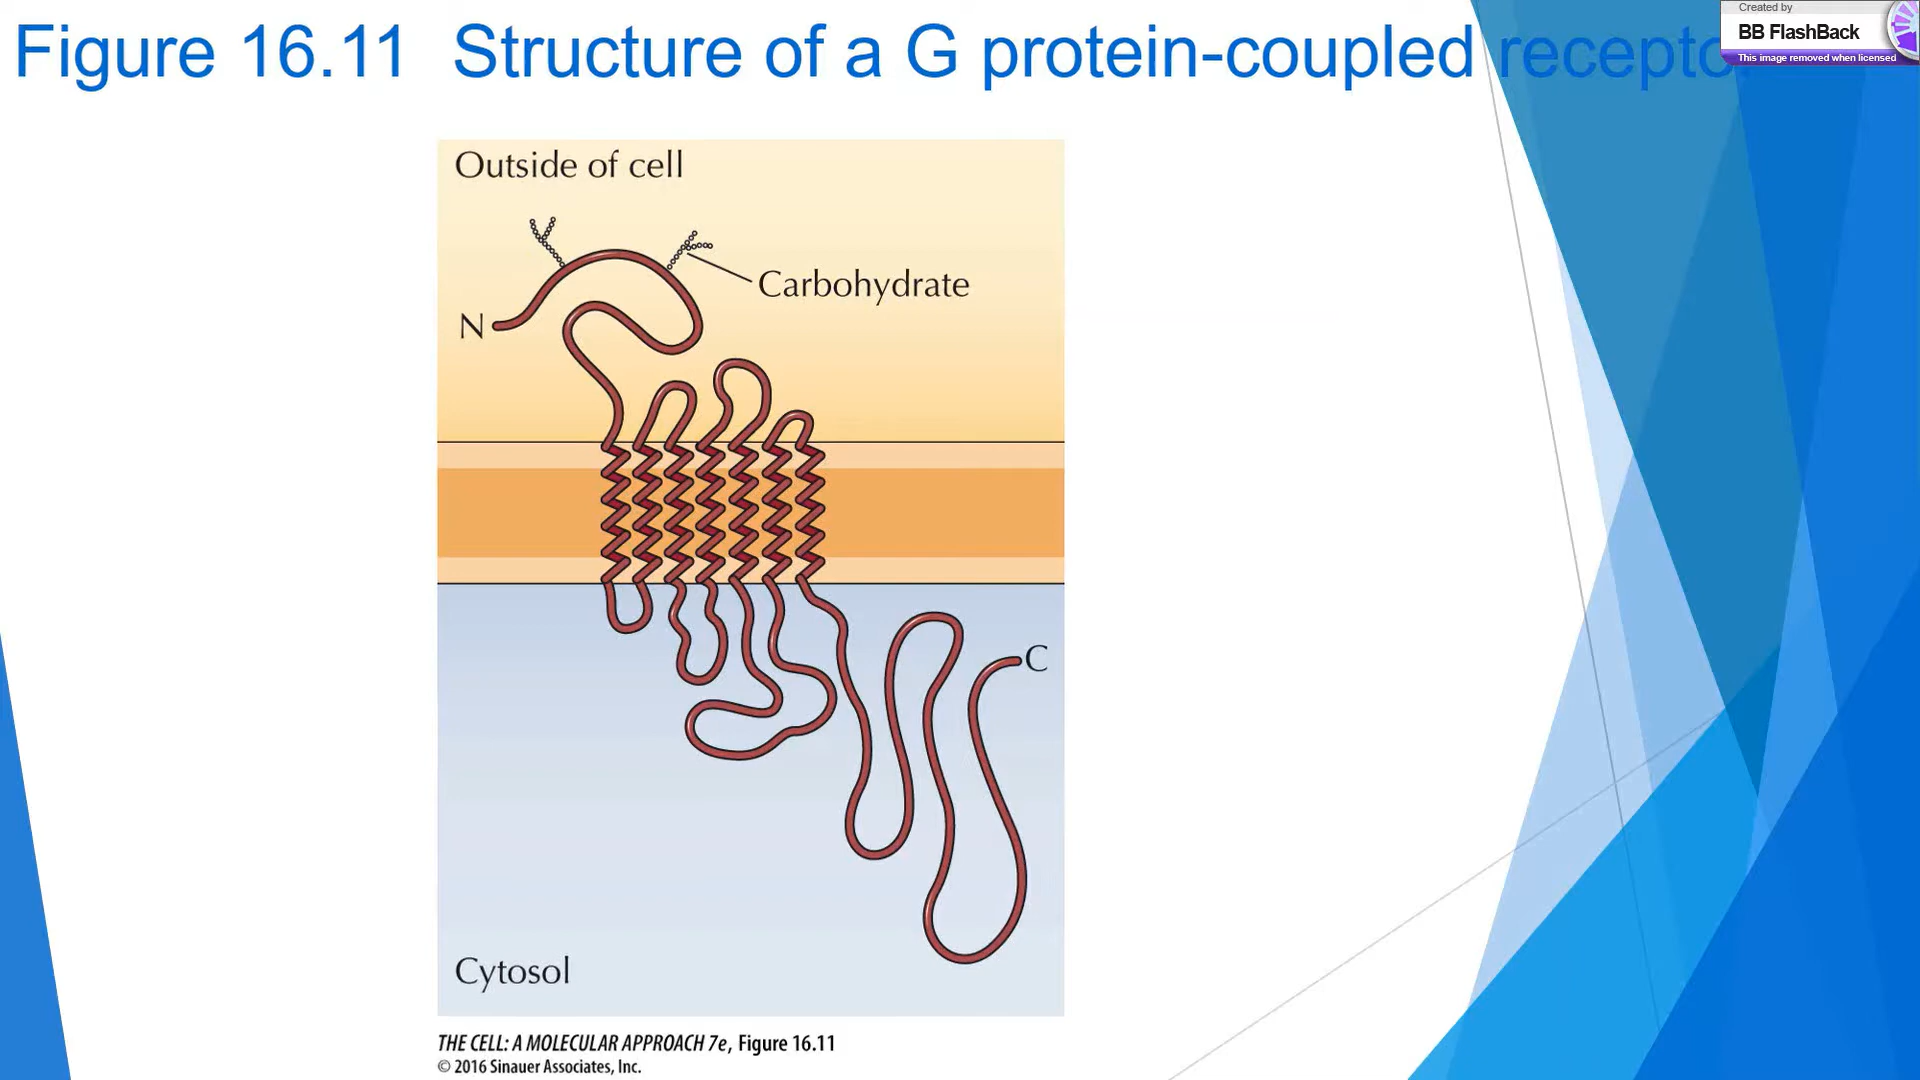 Figure 16.11 Structure of a G protein-coupled recepto
Created by
BB FlashBack
This image removed when licensed
Outside of cell
Carbohydrate
N
C
Cytosol
THE CELL: A MOLECULAR APPROACH 7e, Figure 16.11
© 2016 Sinauer Associates, Inc.